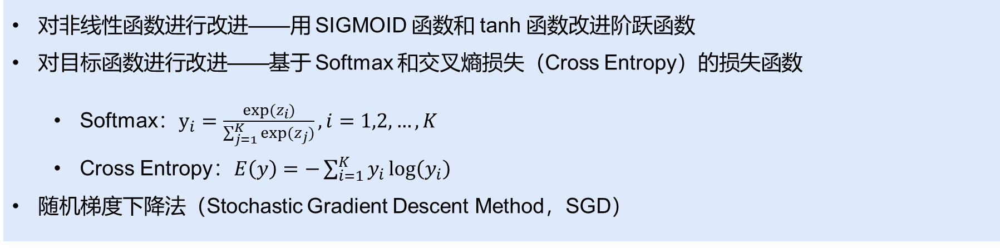 • 对非线性函数进行改进——用 SIGMOID 函数和 tanh 函数改进阶跃函数
• 对目标函数进行改进——基于 Softmax 和交叉熵损失（Cross Entropy）的损失函数
• Softmax： y_i = exp(z_i) / ∑_{j=1}^{K} exp(z_j) , i = 1,2, … , K
• Cross Entropy： E(y) = − ∑_{i=1}^{K} y_i log(y_i)
• 随机梯度下降法（Stochastic Gradient Descent Method，SGD）